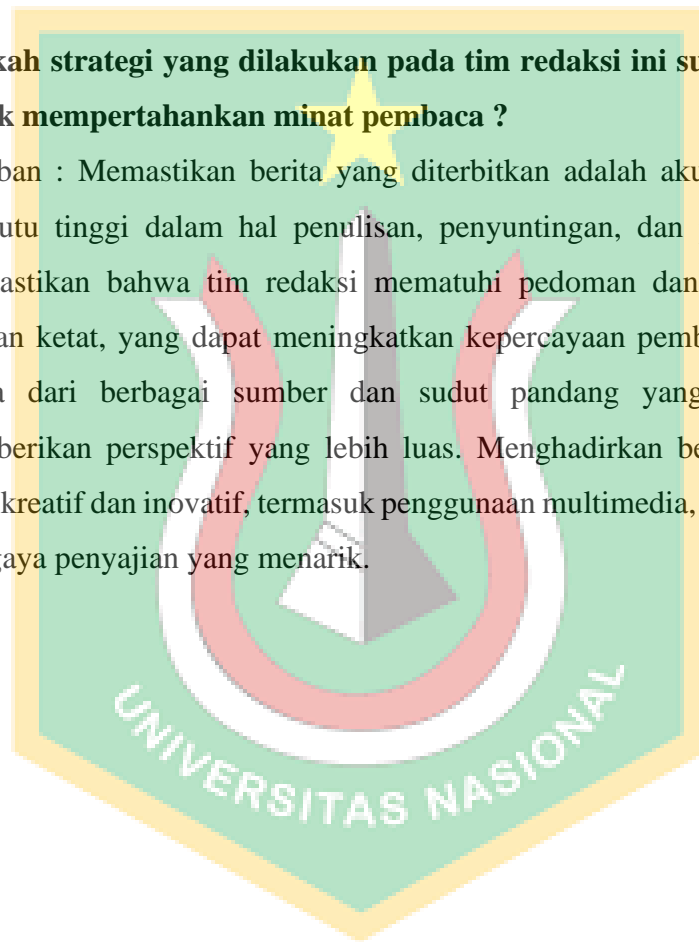 kah strategi yang dilakukan pada tim redaksi ini su
k mempertahankan minat pembaca ?
ban : Memastikan berita yang diterbitkan adalah aku
utu tinggi dalam hal penulisan, penyuntingan, dan
astikan bahwa tim redaksi mematuhi pedoman dan
an ketat, yang dapat meningkatkan kepercayaan pemb
a dari berbagai sumber dan sudut pandang yang
berikan perspektif yang lebih luas. Menghadirkan be
kreatif dan inovatif, termasuk penggunaan multimedia,
gaya penyajian yang menarik.
UNIVERSITAS NASIONAL